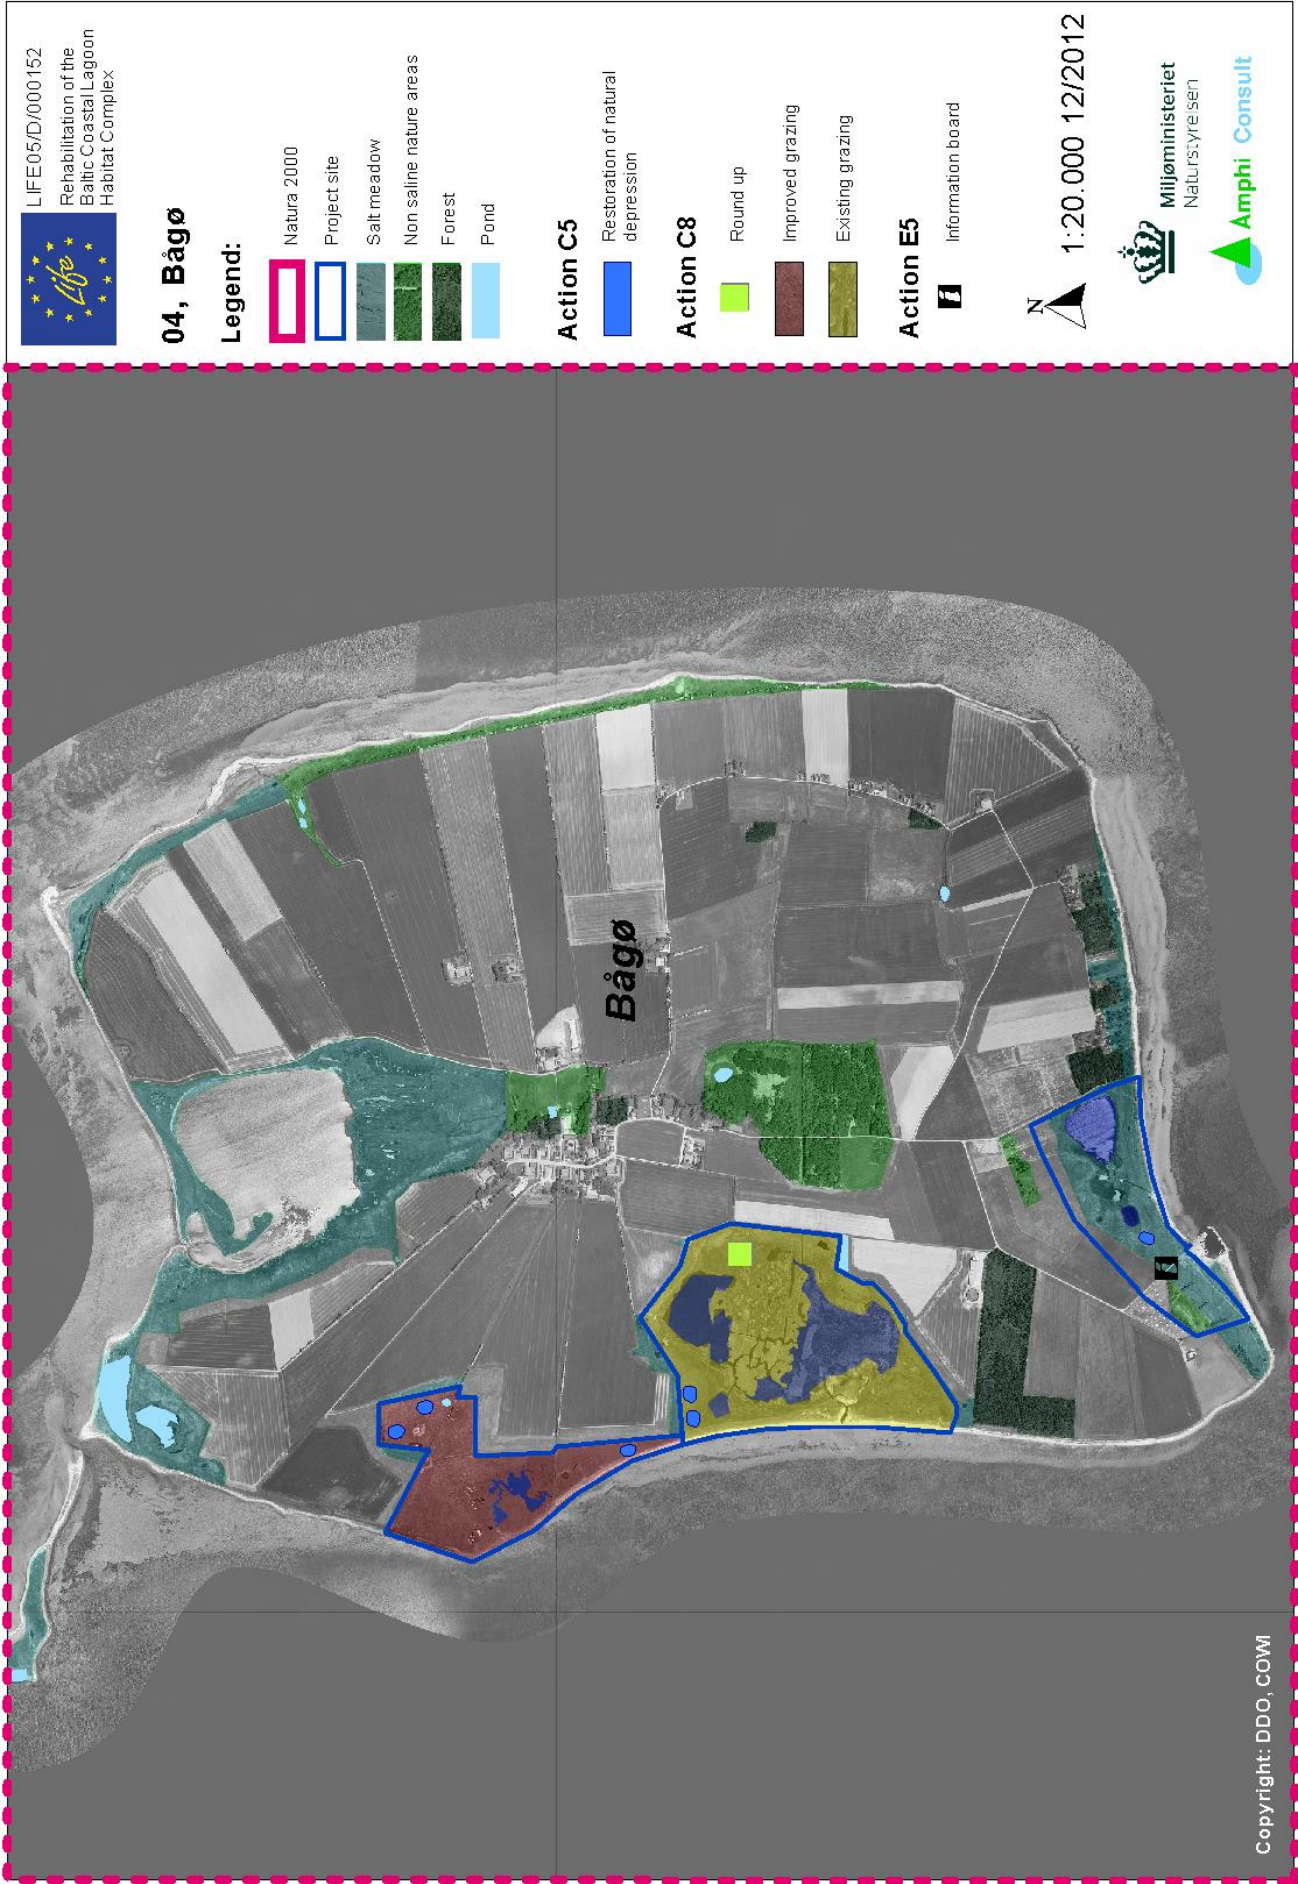 Life
LIFE05/D/000152
Rehabilitation of the
Baltic Coastal Lagoon
Habitat Complex
04, Bågø
Legend:
Natura 2000
Project site
Salt meadow
Non saline nature areas
Forest
Pond
Action C5
Restoration of natural
depression
Action C8
Round up
Improved grazing
Existing grazing
Action E5
i
Information board
N
1:20.000 12/2012
Miljøministeriet
Naturstyrelsen
Amphi Consult
Bågø
i
Copyright: DDO, COWI